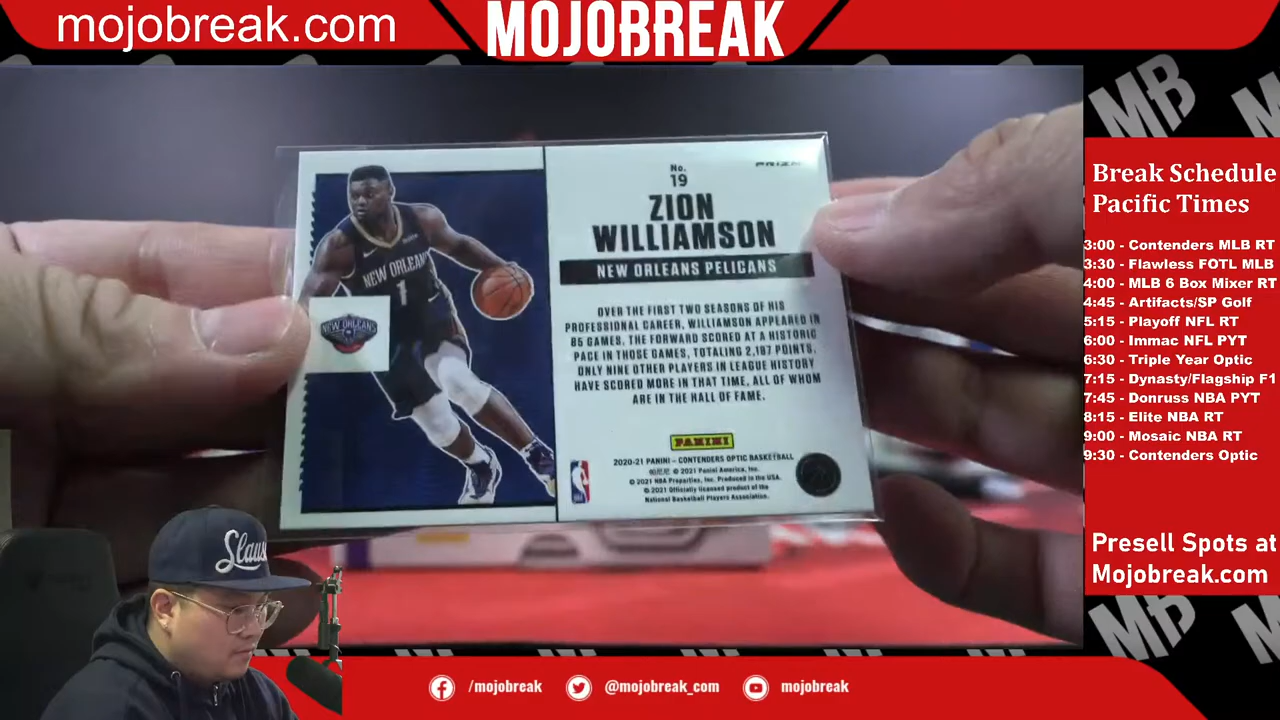 mojobreak.com
MOJOBREAK
No.
19
PRIZM
ZION
WILLIAMSON
NEW ORLEANS PELICANS
OVER THE FIRST TWO SEASONS OF HIS
PROFESSIONAL CAREER, WILLIAMSON APPEARED IN
85 GAMES. THE FORWARD SCORED AT A HISTORIC
PACE IN THOSE GAMES, TOTALING 2,187 POINTS.
ONLY NINE OTHER PLAYERS IN LEAGUE HISTORY
HAVE SCORED MORE IN THAT TIME, ALL OF WHOM
ARE IN THE HALL OF FAME.
PANINI
2020-21 PANINI – CONTENDERS OPTIC BASKETBALL
© 2021 Panini America, Inc.
© 2021 NBA Properties, Inc. Produced in the USA.
© 2021 Officially licensed product of the
National Basketball Players Association.
NEW ORLEANS
1
NEW ORLEANS
Break Schedule
Pacific Times
3:00 - Contenders MLB RT
3:30 - Flawless FOTL MLB
4:00 - MLB 6 Box Mixer RT
4:45 - Artifacts/SP Golf
5:15 - Playoff NFL RT
6:00 - Immac NFL PYT
6:30 - Triple Year Optic
7:15 - Dynasty/Flagship F1
7:45 - Donruss NBA PYT
8:15 - Elite NBA RT
9:00 - Mosaic NBA RT
9:30 - Contenders Optic
Presell Spots at
Mojobreak.com
MB
MB
/mojobreak
@mojobreak_com
mojobreak